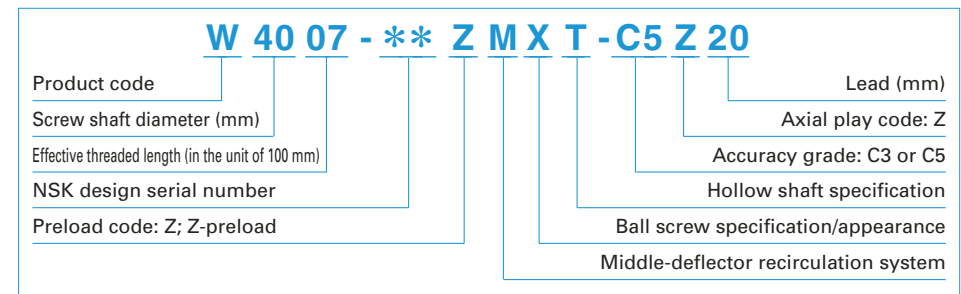 W 40 07 - ** Z M X T - C5 Z 20
Product code
Lead (mm)
Screw shaft diameter (mm)
Axial play code: Z
Effective threaded length (in the unit of 100 mm)
Accuracy grade: C3 or C5
NSK design serial number
Hollow shaft specification
Preload code: Z; Z-preload
Ball screw specification/appearance
Middle-deflector recirculation system